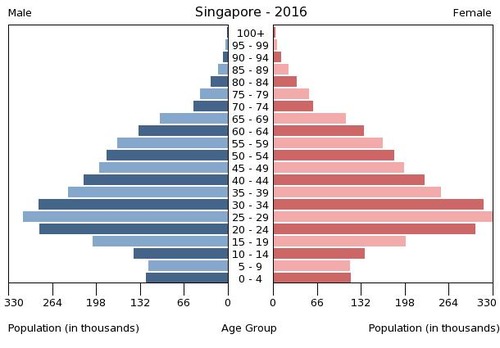 Male Singapore - 2016 Female
100+
95 - 99
90 - 94
85 - 89
80 - 84
75 - 79
70 - 74
65 - 69
60 - 64
55 - 59
50 - 54
45 - 49
40 - 44
35 - 39
30 - 34
25 - 29
20 - 24
15 - 19
10 - 14
5 - 9
0 - 4
330 264 198 132 66 0 0 66 132 198 264 330
Population (in thousands) Age Group Population (in thousands)